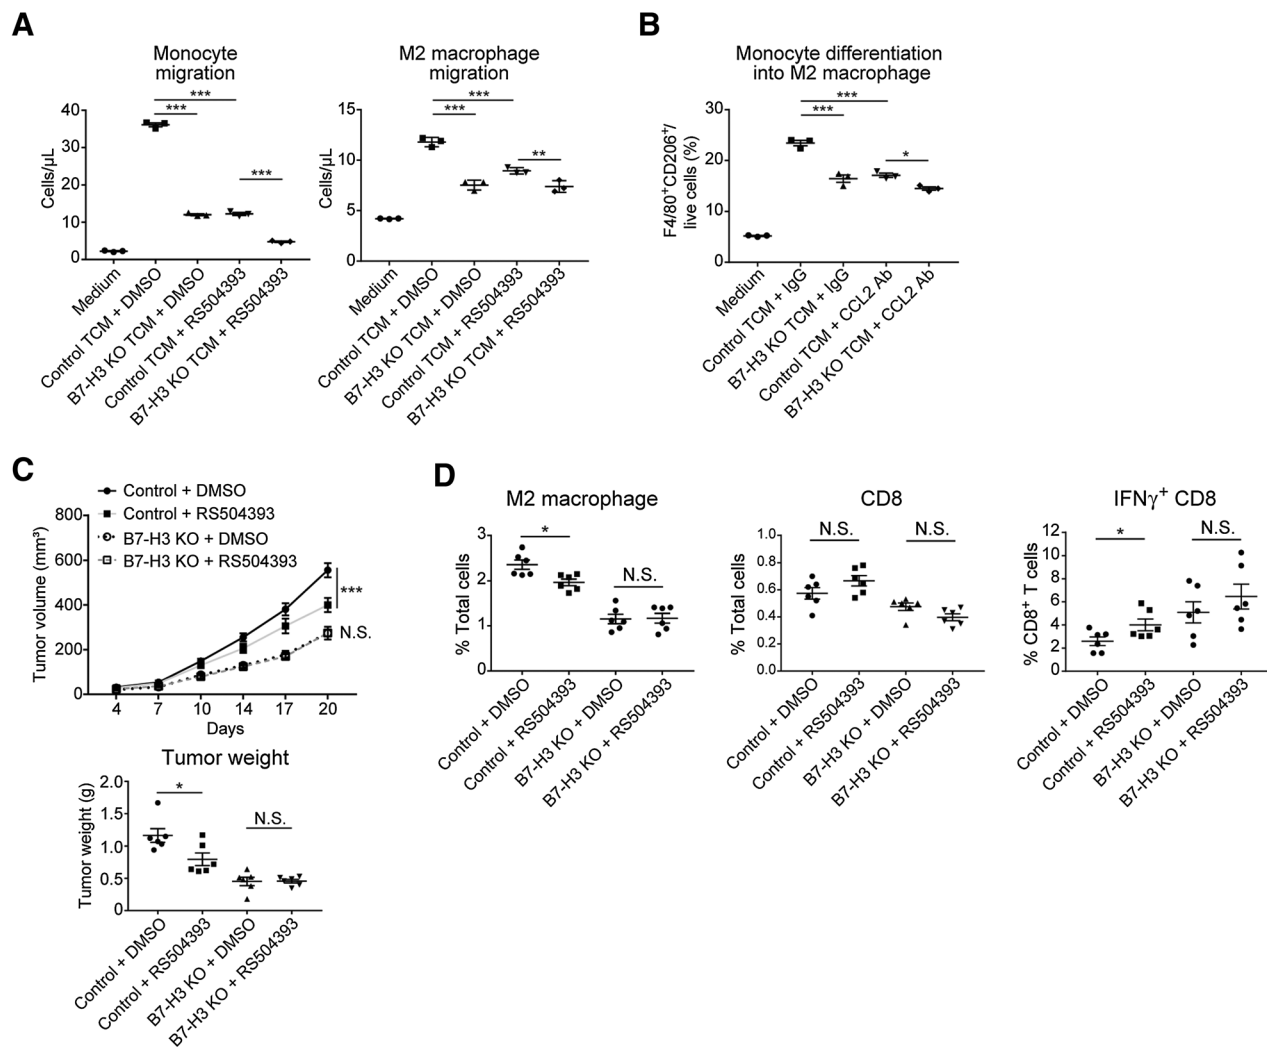 A
Monocyte
migration
***
***
***
Cells/µL
40
30
20
10
0
Medium
Control TCM + DMSO
B7-H3 KO TCM + DMSO
Control TCM + RS504393
B7-H3 KO TCM + RS504393
M2 macrophage
migration
***
***
**
Cells/µL
15
10
5
0
Medium
Control TCM + DMSO
B7-H3 KO TCM + DMSO
Control TCM + RS504393
B7-H3 KO TCM + RS504393
B
Monocyte differentiation
into M2 macrophage
***
***
*
F4/80⁺CD206⁺/
live cells (%)
30
20
10
0
Medium
Control TCM + IgG
B7-H3 KO TCM + IgG
Control TCM + CCL2 Ab
B7-H3 KO TCM + CCL2 Ab
C
Control + DMSO
Control + RS504393
B7-H3 KO + DMSO
B7-H3 KO + RS504393
Tumor volume (mm³)
800
600
400
200
0
***
N.S.
4 7 10 14 17 20
Days
Tumor weight
Tumor weight (g)
2.0
1.5
1.0
0.5
0
*
N.S.
Control + DMSO
Control + RS504393
B7-H3 KO + DMSO
B7-H3 KO + RS504393
D
M2 macrophage
% Total cells
3
2
1
0
*
N.S.
Control + DMSO
Control + RS504393
B7-H3 KO + DMSO
B7-H3 KO + RS504393
CD8
% Total cells
1.0
0.8
0.6
0.4
0.2
0.0
N.S.
N.S.
Control + DMSO
Control + RS504393
B7-H3 KO + DMSO
B7-H3 KO + RS504393
IFNγ⁺ CD8
% CD8⁺ T cells
12
10
8
6
4
2
0
*
N.S.
Control + DMSO
Control + RS504393
B7-H3 KO + DMSO
B7-H3 KO + RS504393